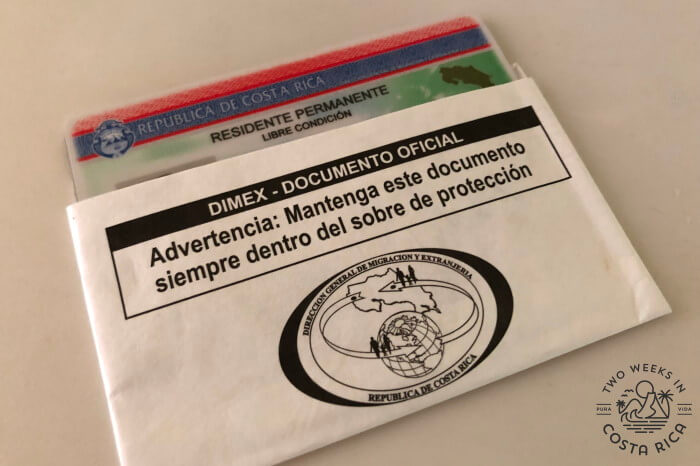 REPUBLICA DE COSTA RICA
RESIDENTE PERMANENTE
LIBRE CONDICIÓN
DIMEX - DOCUMENTO OFICIAL
Advertencia: Mantenga este documento
siempre dentro del sobre de protección
DIRECCION GENERAL DE MIGRACION Y EXTRANJERIA
REPUBLICA DE COSTA RICA
TWO WEEKS IN
PURA VIDA
COSTA RICA